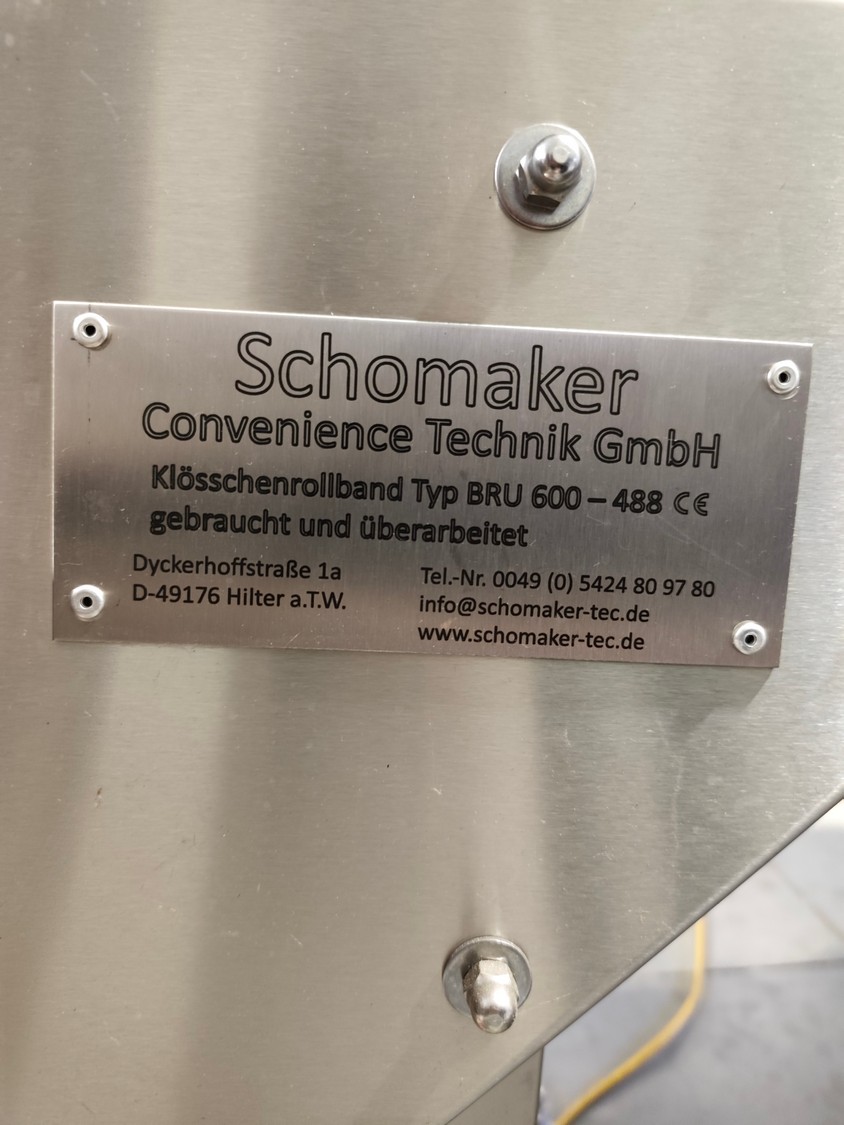 Schomaker
Convenience Technik GmbH
Klösschenrollband Typ BRU 600 – 488 CE
gebraucht und überarbeitet
Dyckerhoffstraße 1a
D-49176 Hilter a.T.W.
Tel.-Nr. 0049 (0) 5424 80 97 80
info@schomaker-tec.de
www.schomaker-tec.de